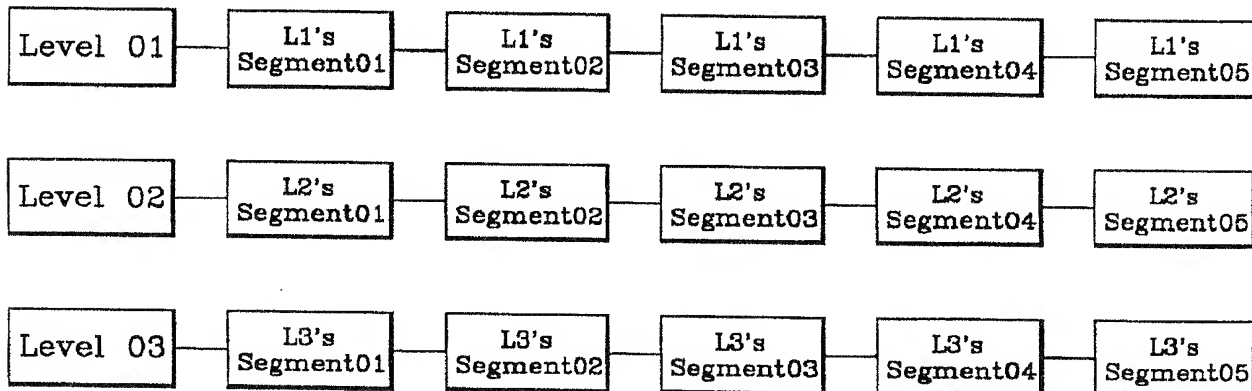 Level 01
L1's
Segment01
L1's
Segment02
L1's
Segment03
L1's
Segment04
L1's
Segment05
Level 02
L2's
Segment01
L2's
Segment02
L2's
Segment03
L2's
Segment04
L2's
Segment05
Level 03
L3's
Segment01
L3's
Segment02
L3's
Segment03
L3's
Segment04
L3's
Segment05